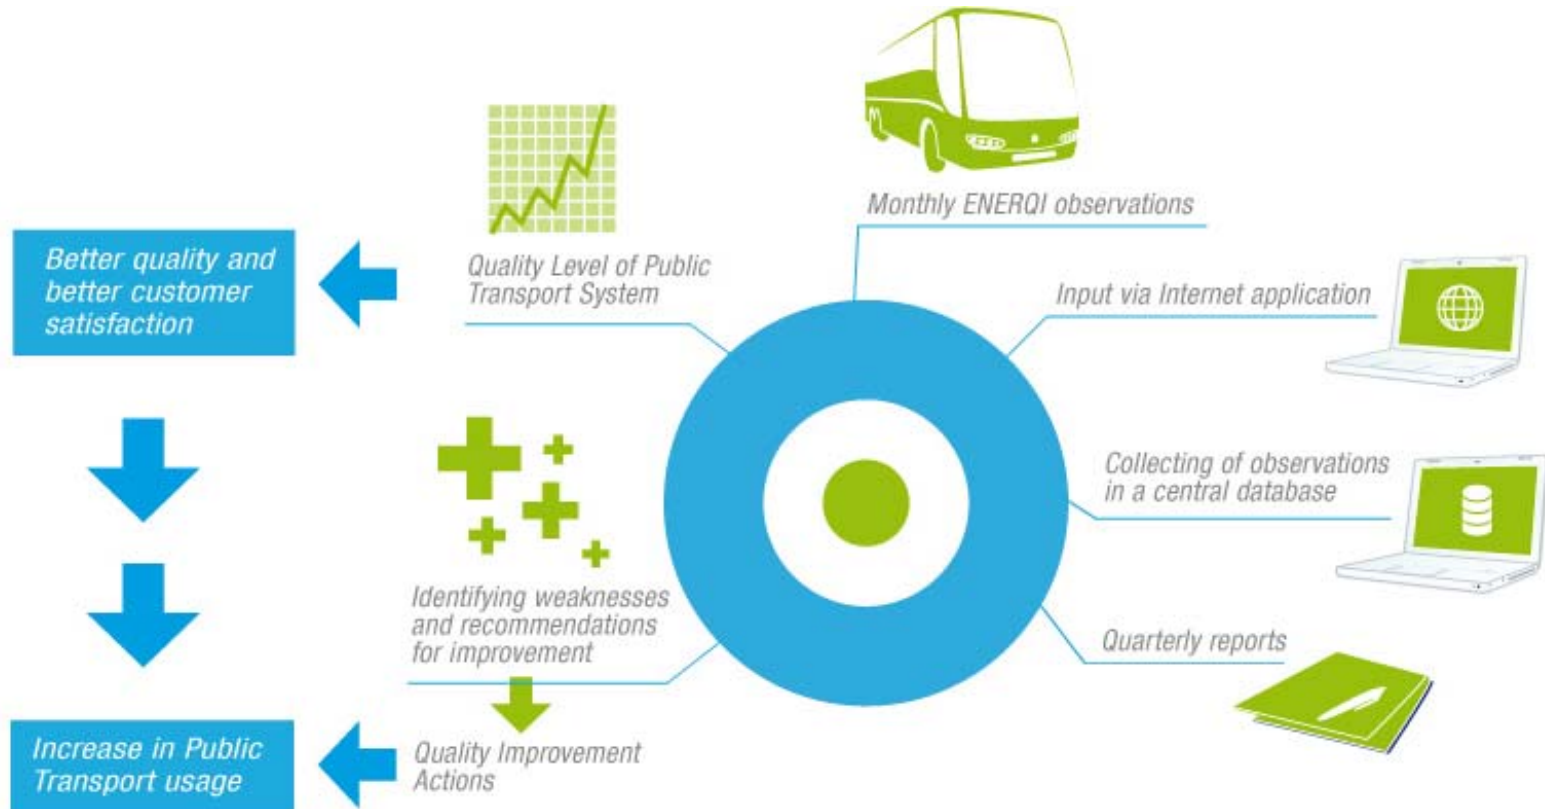 Monthly ENERQI observations
Quality Level of Public
Transport System
Better quality and
better customer
satisfaction
Input via Internet application
Collecting of observations
in a central database
Identifying weaknesses
and recommendations
for improvement
Quarterly reports
Quality Improvement
Actions
Increase in Public
Transport usage